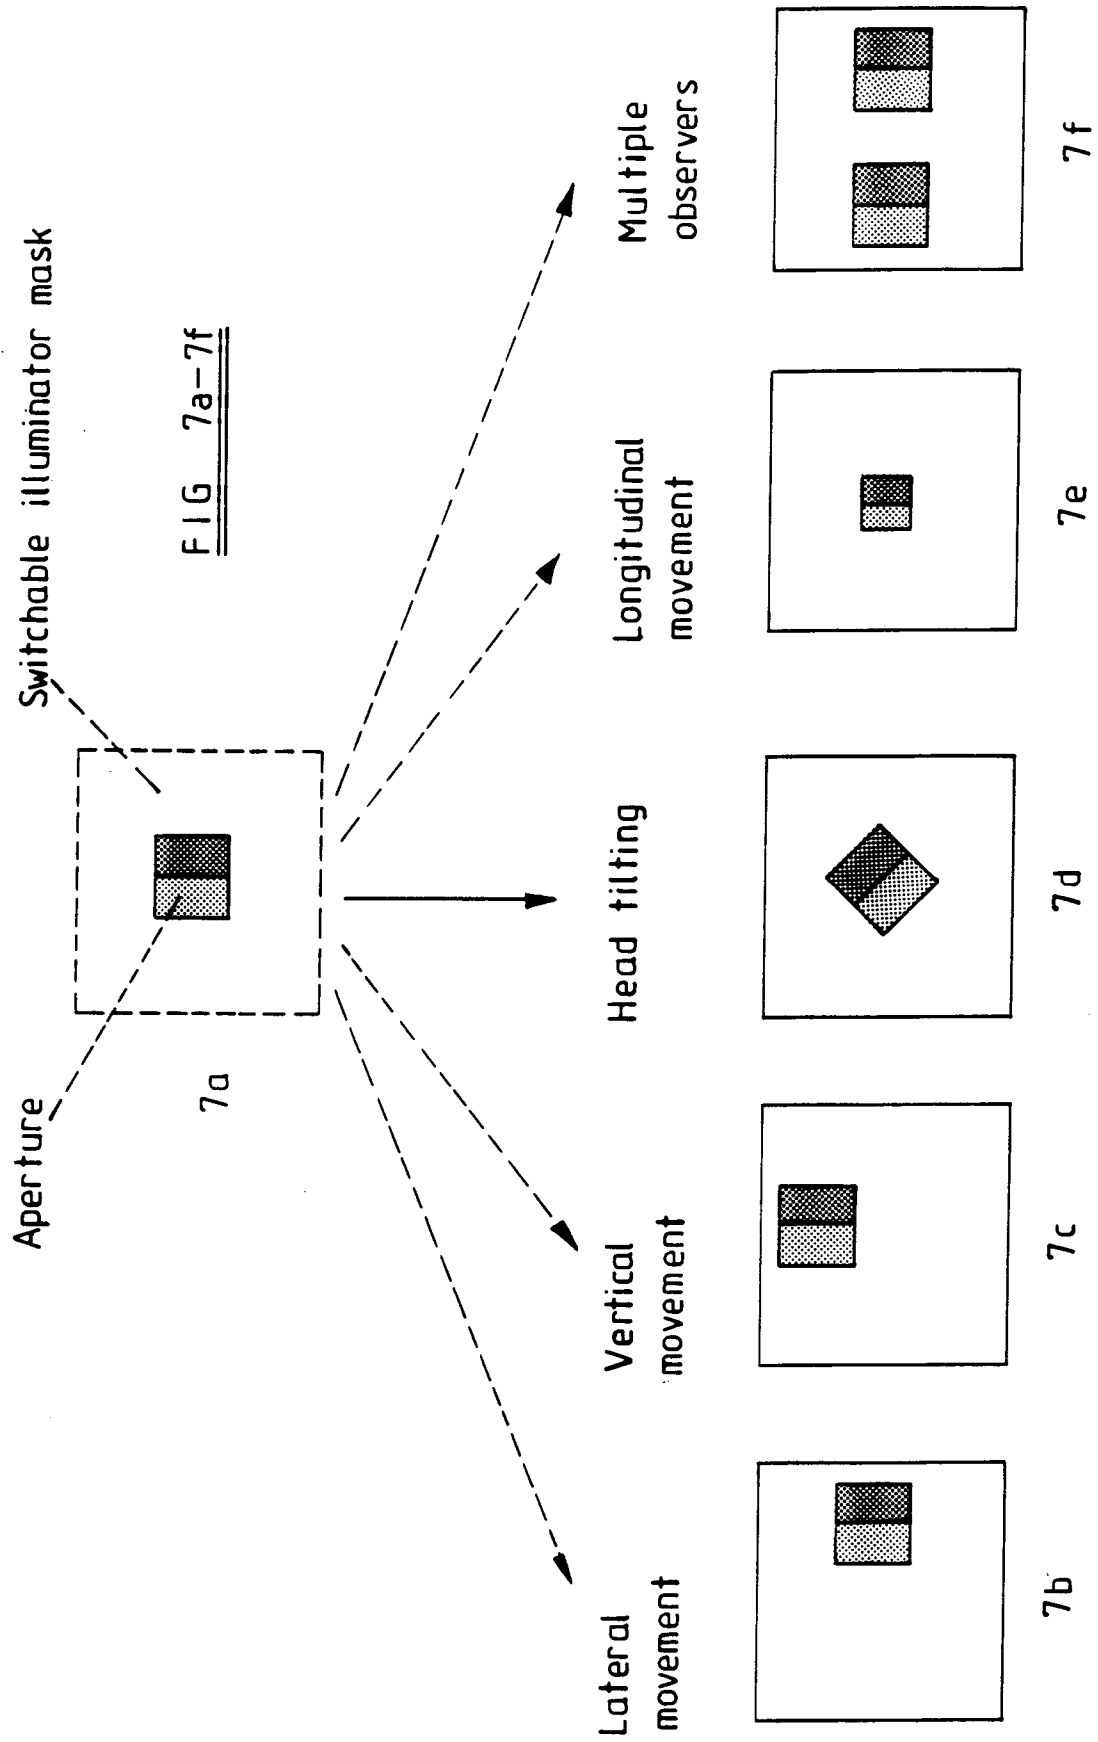 Aperture
Switchable illuminator mask
7a
FIG 7a-7f
Lateral
movement
Vertical
movement
Head tilting
Longitudinal
movement
Multiple
observers
7b
7c
7d
7e
7f